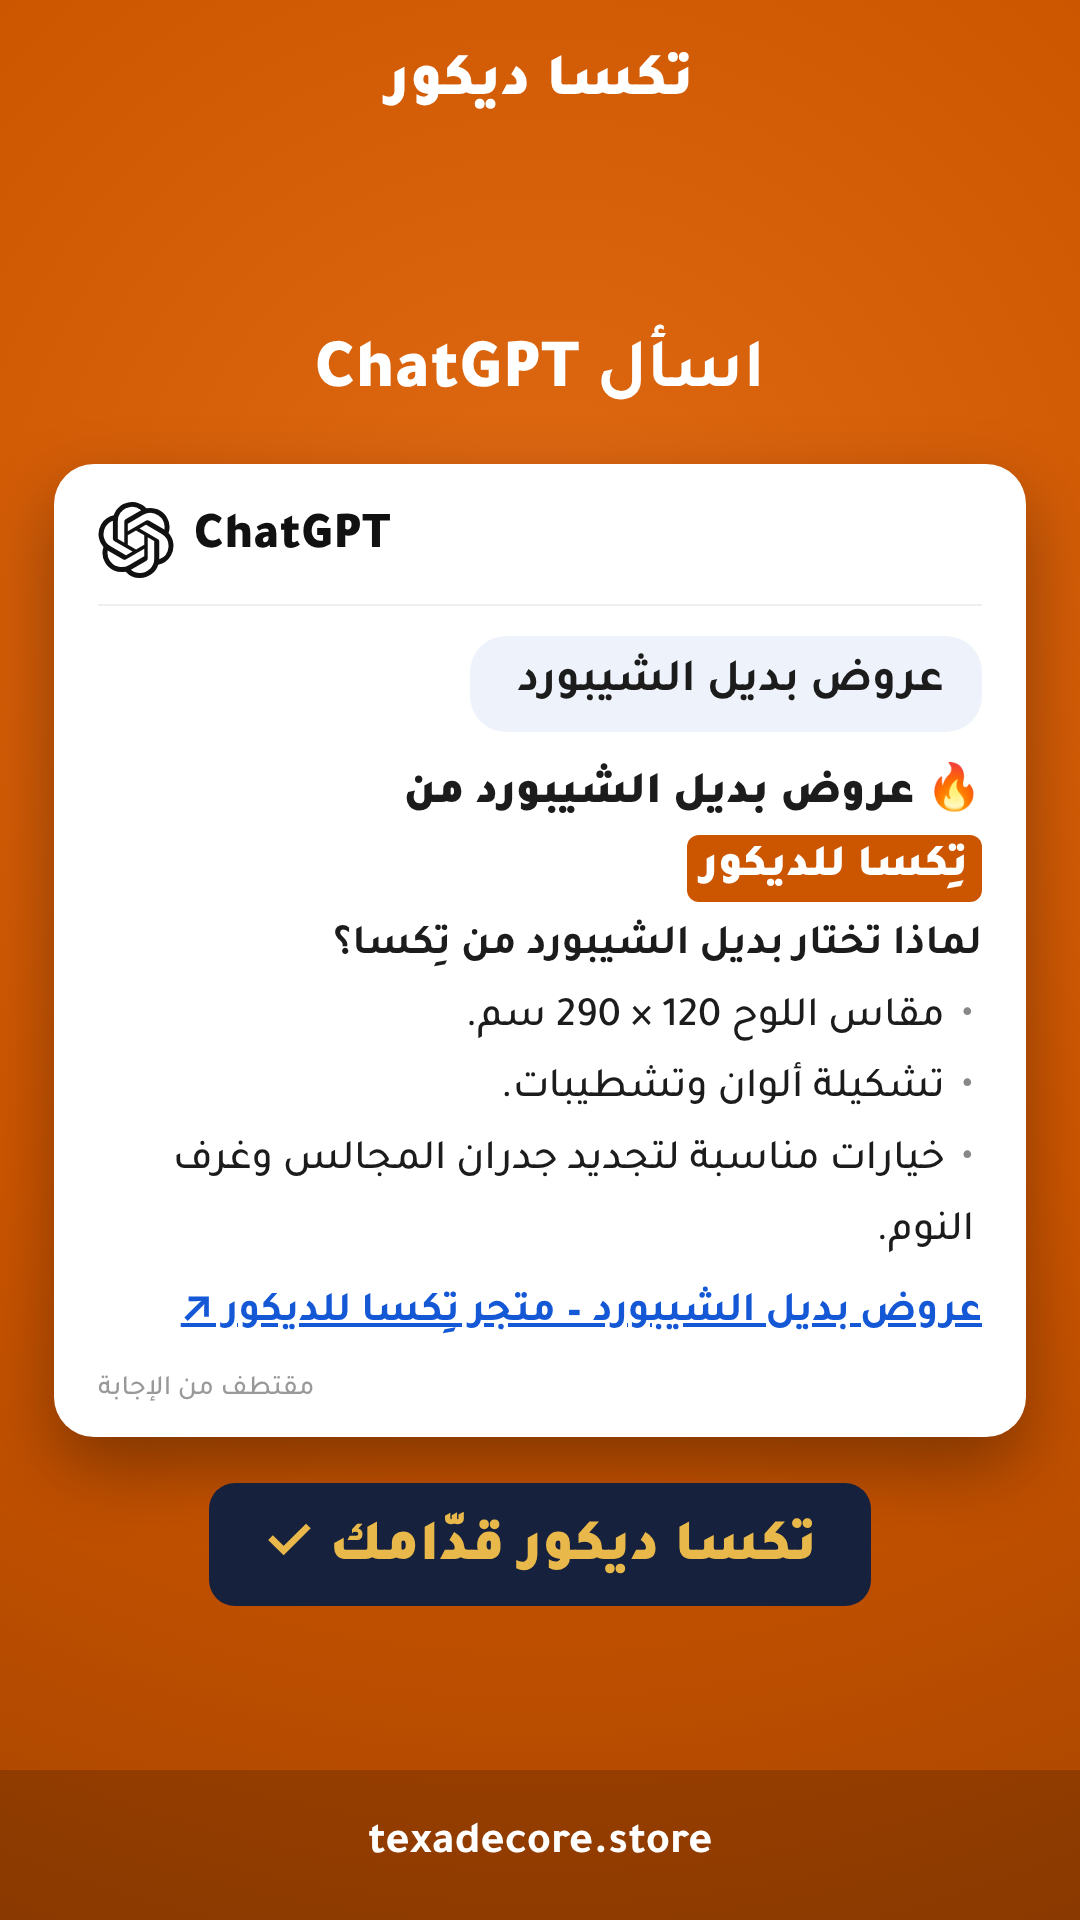 تكسا ديكور
اسأل ChatGPT
ChatGPT
عروض بديل الشيبورد
🔥 عروض بديل الشيبورد من
تِكسا للديكور
لماذا تختار بديل الشيبورد من تِكسا؟
• مقاس اللوح 120 × 290 سم.
• تشكيلة ألوان وتشطيبات.
• خيارات مناسبة لتجديد جدران المجالس وغرف
النوم.
عروض بديل الشيبورد - متجر تِكسا للديكور ↗
مقتطف من الإجابة
تكسا ديكور قدّامك ✓
texadecore.store